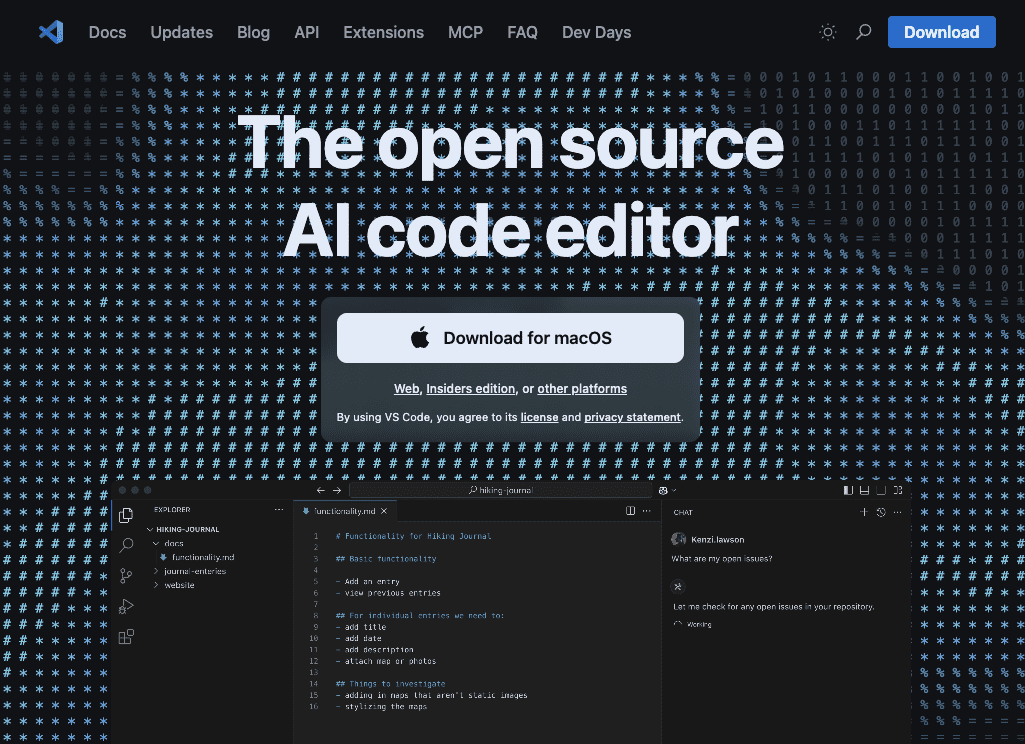 Docs Updates Blog API Extensions MCP FAQ Dev Days Download
The open source
AI code editor
Download for macOS
Web, Insiders edition, or other platforms
By using VS Code, you agree to its license and privacy statement.
hiking-journal
EXPLORER
HIKING-JOURNAL
docs
functionality.md
journal-enteries
website
functionality.md
1 # Functionality for Hiking Journal
2
3 ## Basic functionality
4
5 - Add an entry
6 - view previous entries
7
8 ## For individual entries we need to:
9 - add title
10 - add date
11 - add description
12 - attach map or photos
13
14 ## Things to investigate
15 - adding in maps that aren't static images
16 - stylizing the maps
CHAT
Kenzi.lawson
What are my open issues?
Let me check for any open issues in your repository.
Working